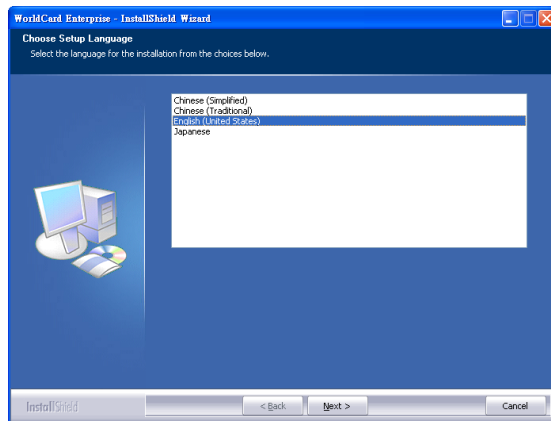 WorldCard Enterprise - InstallShield Wizard
Choose Setup Language
Select the language for the installation from the choices below.
Chinese (Simplified)
Chinese (Traditional)
English (United States)
Japanese
InstallShield
< Back
Next >
Cancel